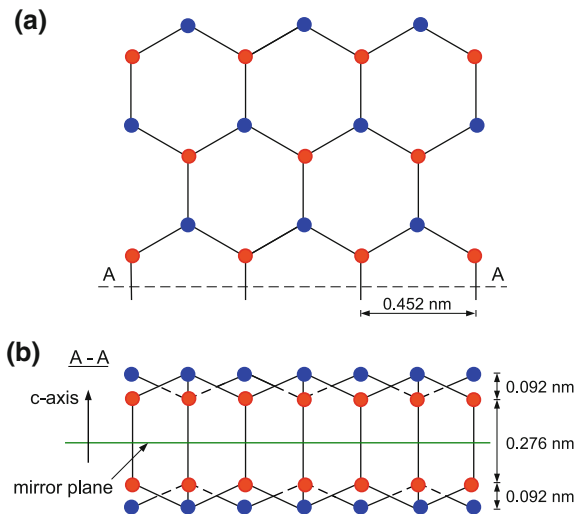 (a)
A
A
0.452 nm
(b)
A - A
c-axis
mirror plane
0.092 nm
0.276 nm
0.092 nm